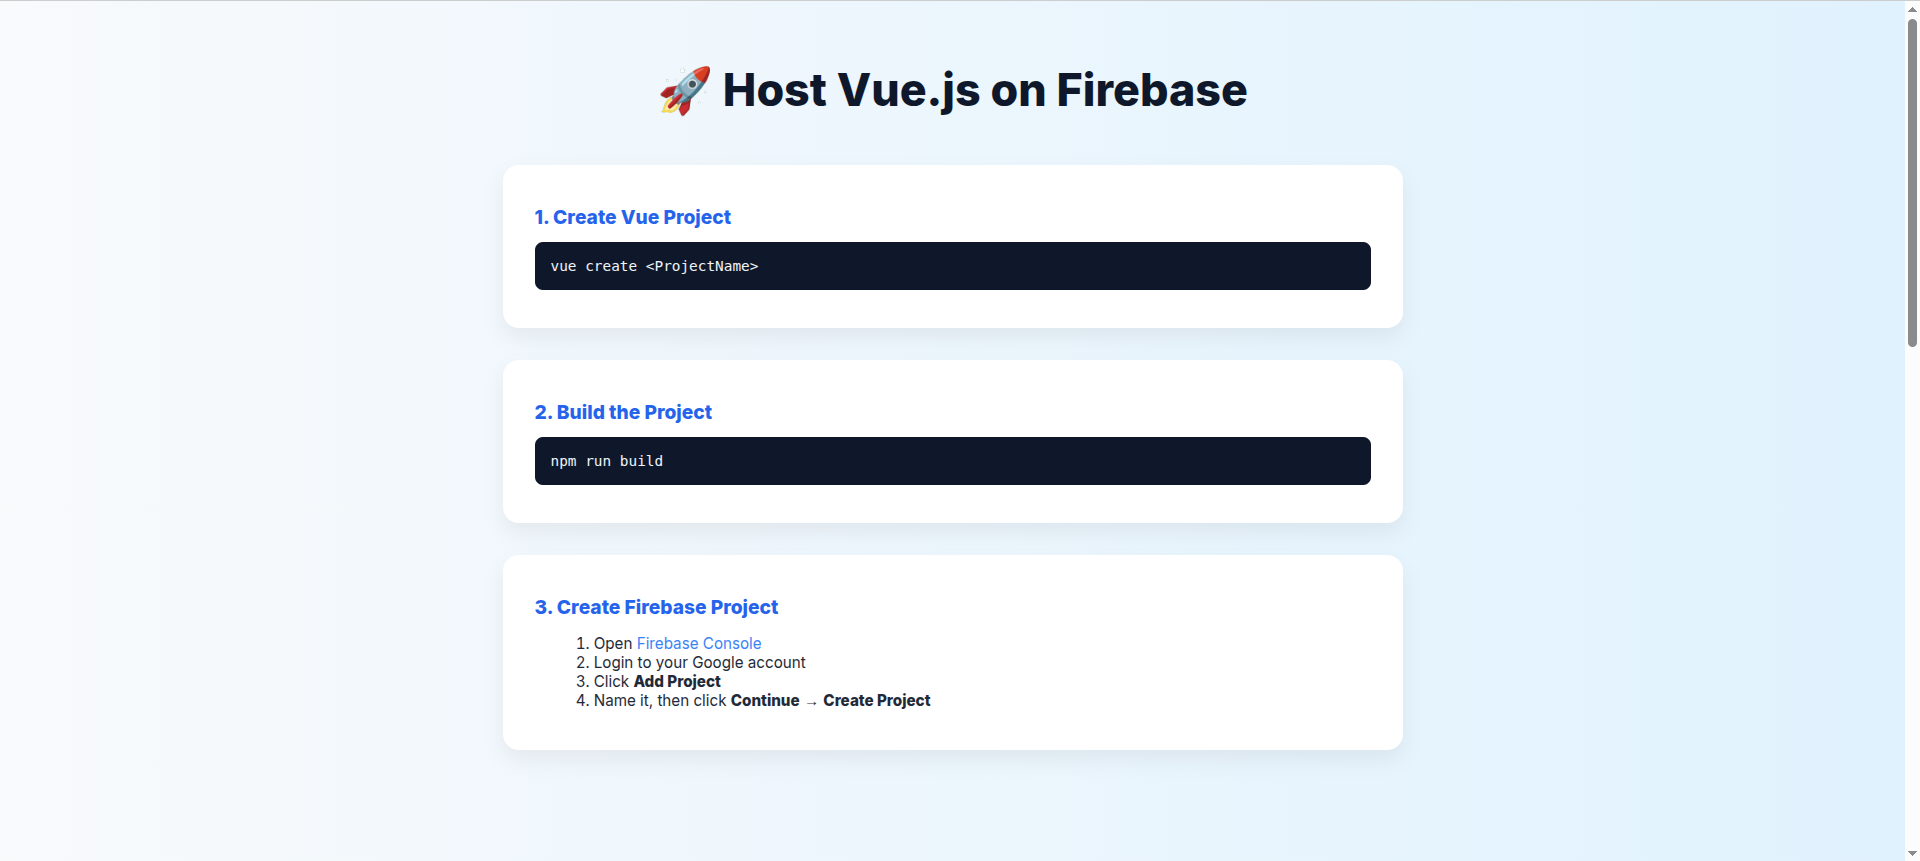 🚀 Host Vue.js on Firebase
1. Create Vue Project
vue create <ProjectName>
2. Build the Project
npm run build
3. Create Firebase Project
1. Open Firebase Console
2. Login to your Google account
3. Click Add Project
4. Name it, then click Continue → Create Project